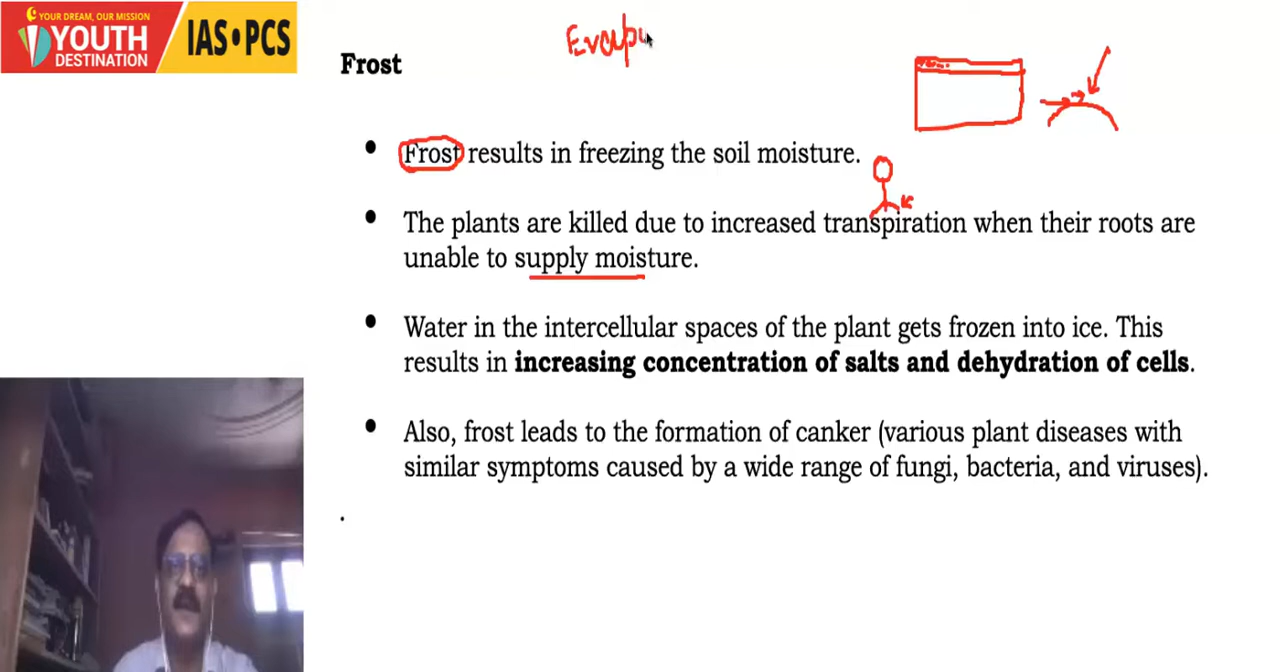 YOUR DREAM, OUR MISSION
YOUTH
DESTINATION
IAS•PCS
Evapo
Frost
• Frost results in freezing the soil moisture.
• The plants are killed due to increased transpiration when their roots are
unable to supply moisture.
• Water in the intercellular spaces of the plant gets frozen into ice. This
results in increasing concentration of salts and dehydration of cells.
• Also, frost leads to the formation of canker (various plant diseases with
similar symptoms caused by a wide range of fungi, bacteria, and viruses).
.